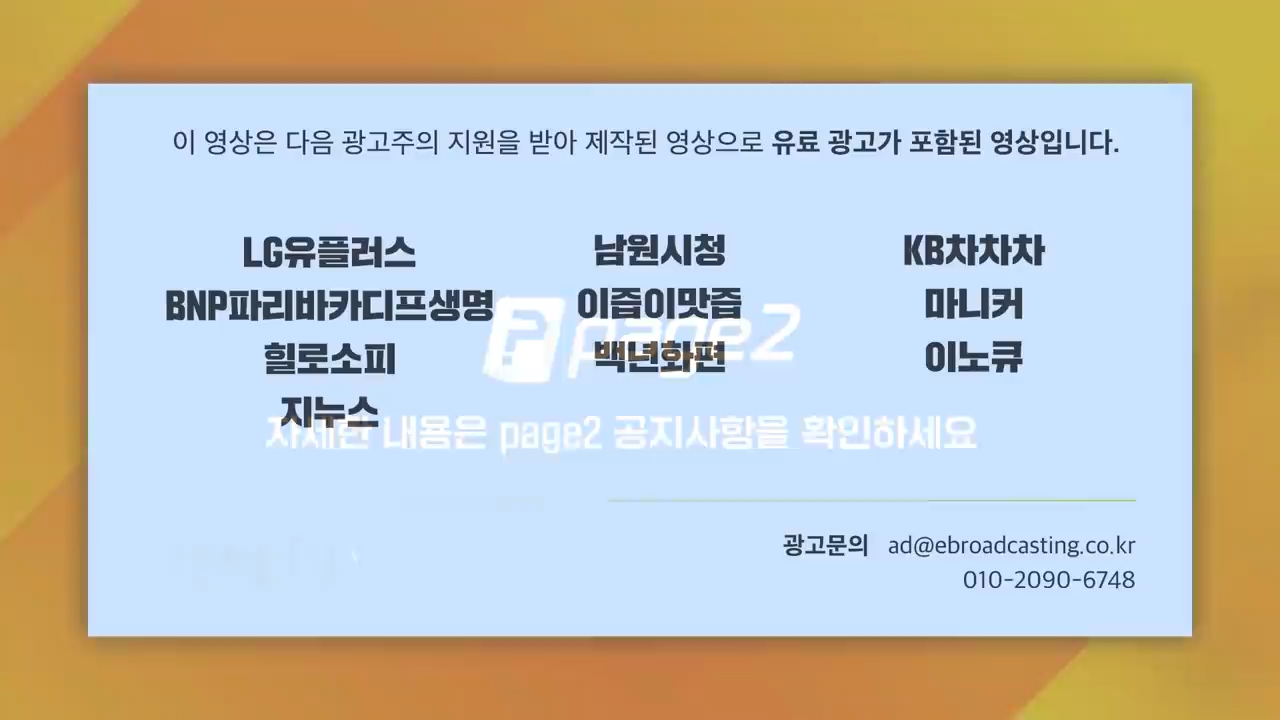 이 영상은 다음 광고주의 지원을 받아 제작된 영상으로 유료 광고가 포함된 영상입니다.
LG유플러스 남원시청 KB차차차
BNP파리바카디프생명 이즙이맛즙 마니커
힐로소피 백년화편 이노큐
지누스
page2
자세한 내용은 page2 공지사항을 확인하세요
광고문의 ad@ebroadcasting.co.kr
010-2090-6748